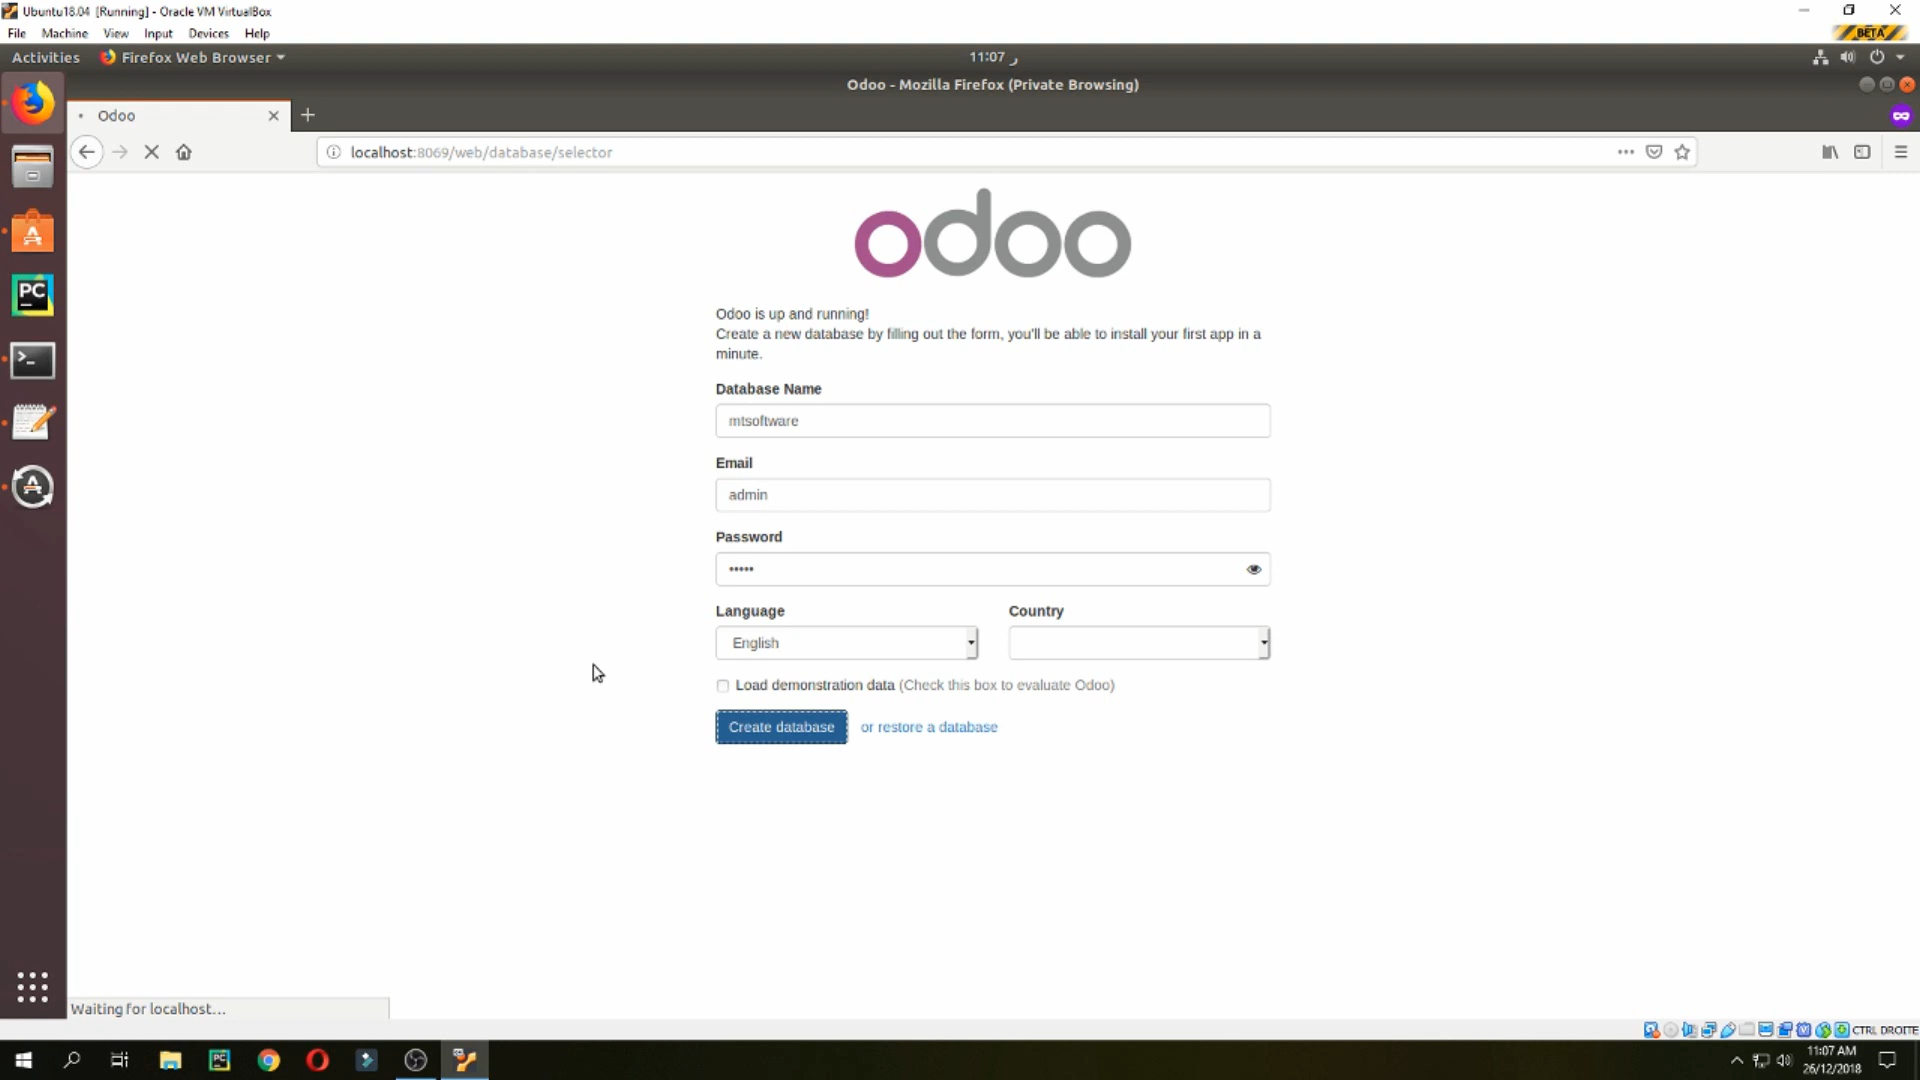 Ubuntu18.04 [Running] - Oracle VM VirtualBox
File Machine View Input Devices Help
BETA
Activities Firefox Web Browser 11:07 ر
Odoo - Mozilla Firefox (Private Browsing)
Odoo
localhost:8069/web/database/selector
odoo
Odoo is up and running!
Create a new database by filling out the form, you'll be able to install your first app in a
minute.
Database Name
mtsoftware
Email
admin
Password
•••••
Language Country
English
Load demonstration data (Check this box to evaluate Odoo)
Create database or restore a database
PC
Waiting for localhost…
CTRL DROITE
PC
11:07 AM
26/12/2018